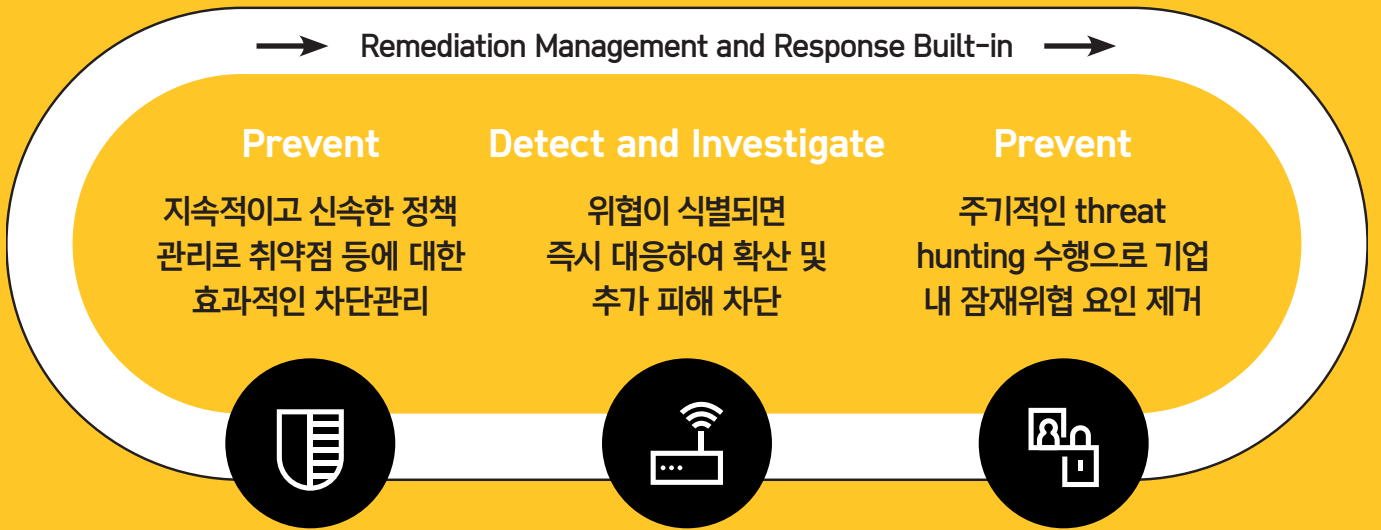 Remediation Management and Response Built-in
Prevent
지속적이고 신속한 정책
관리로 취약점 등에 대한
효과적인 차단관리
Detect and Investigate
위협이 식별되면
즉시 대응하여 확산 및
추가 피해 차단
Prevent
주기적인 threat
hunting 수행으로 기업
내 잠재위협 요인 제거